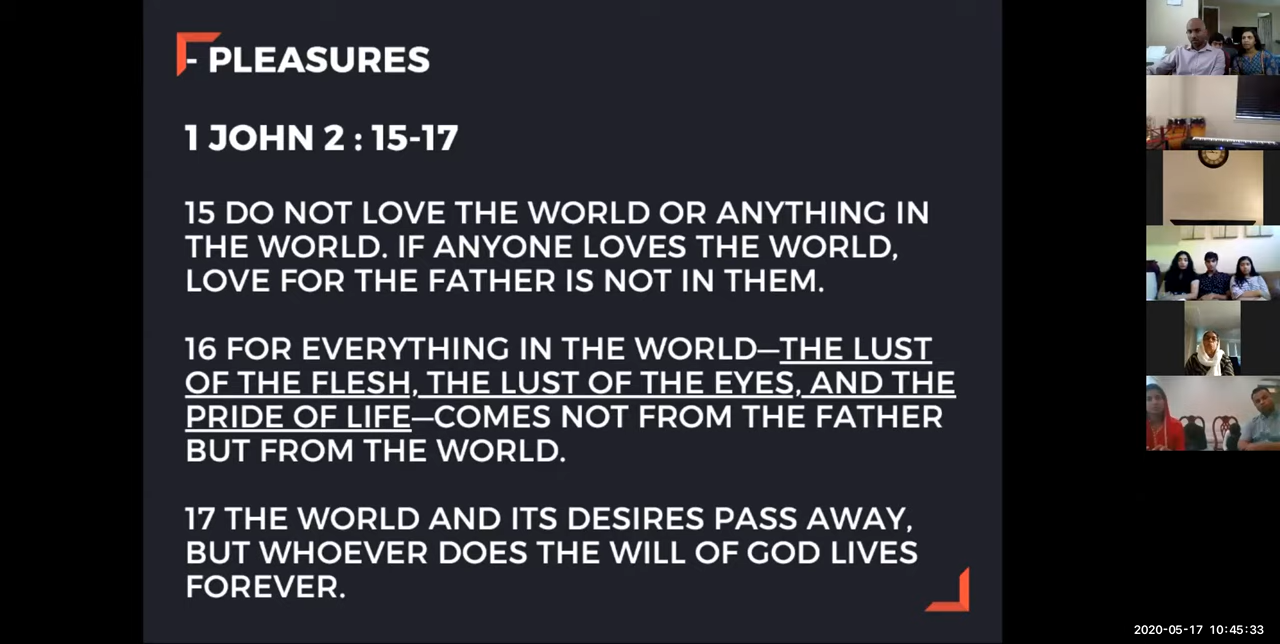 - PLEASURES
1 JOHN 2 : 15-17
15 DO NOT LOVE THE WORLD OR ANYTHING IN
THE WORLD. IF ANYONE LOVES THE WORLD,
LOVE FOR THE FATHER IS NOT IN THEM.
16 FOR EVERYTHING IN THE WORLD—THE LUST
OF THE FLESH, THE LUST OF THE EYES, AND THE
PRIDE OF LIFE—COMES NOT FROM THE FATHER
BUT FROM THE WORLD.
17 THE WORLD AND ITS DESIRES PASS AWAY,
BUT WHOEVER DOES THE WILL OF GOD LIVES
FOREVER.
2020-05-17 10:45:33